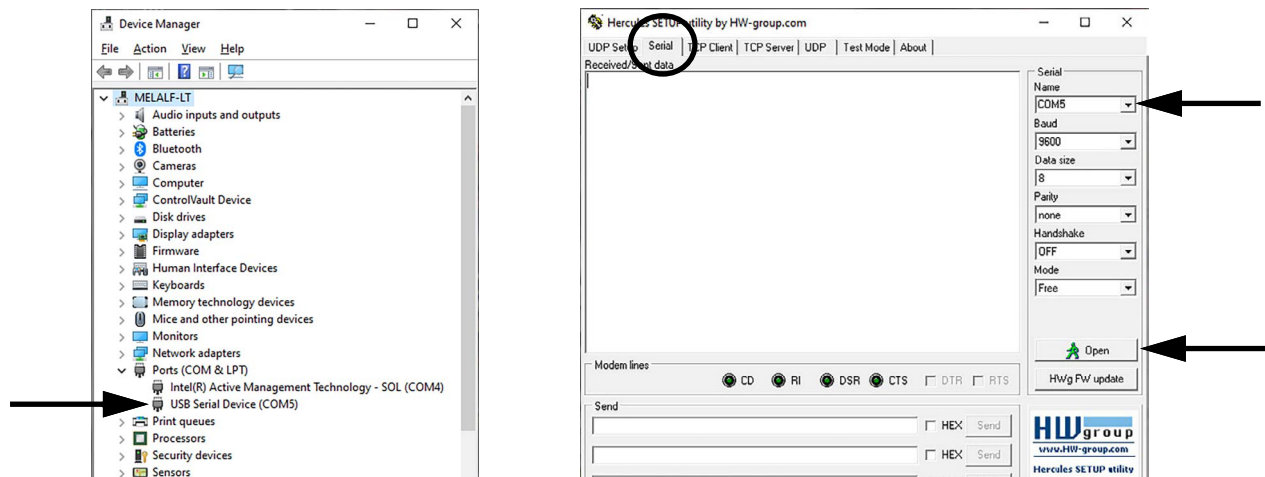 Device Manager
File Action View Help
MELALF-LT
Audio inputs and outputs
Batteries
Bluetooth
Cameras
Computer
ControlVault Device
Disk drives
Display adapters
Firmware
Human Interface Devices
Keyboards
Memory technology devices
Mice and other pointing devices
Monitors
Network adapters
Ports (COM & LPT)
Intel(R) Active Management Technology - SOL (COM4)
USB Serial Device (COM5)
Print queues
Processors
Security devices
Sensors
Hercules SETUP utility by HW-group.com
UDP Setup Serial TCP Client TCP Server UDP Test Mode About
Received/Sent data
Serial
Name
COM5
Baud
9600
Data size
8
Parity
none
Handshake
OFF
Mode
Free
Open
HWg FW update
Modem lines
CD RI DSR CTS DTR RTS
Send
HEX Send
HEX Send
HWgroup
www.HW-group.com
Hercules SETUP utility